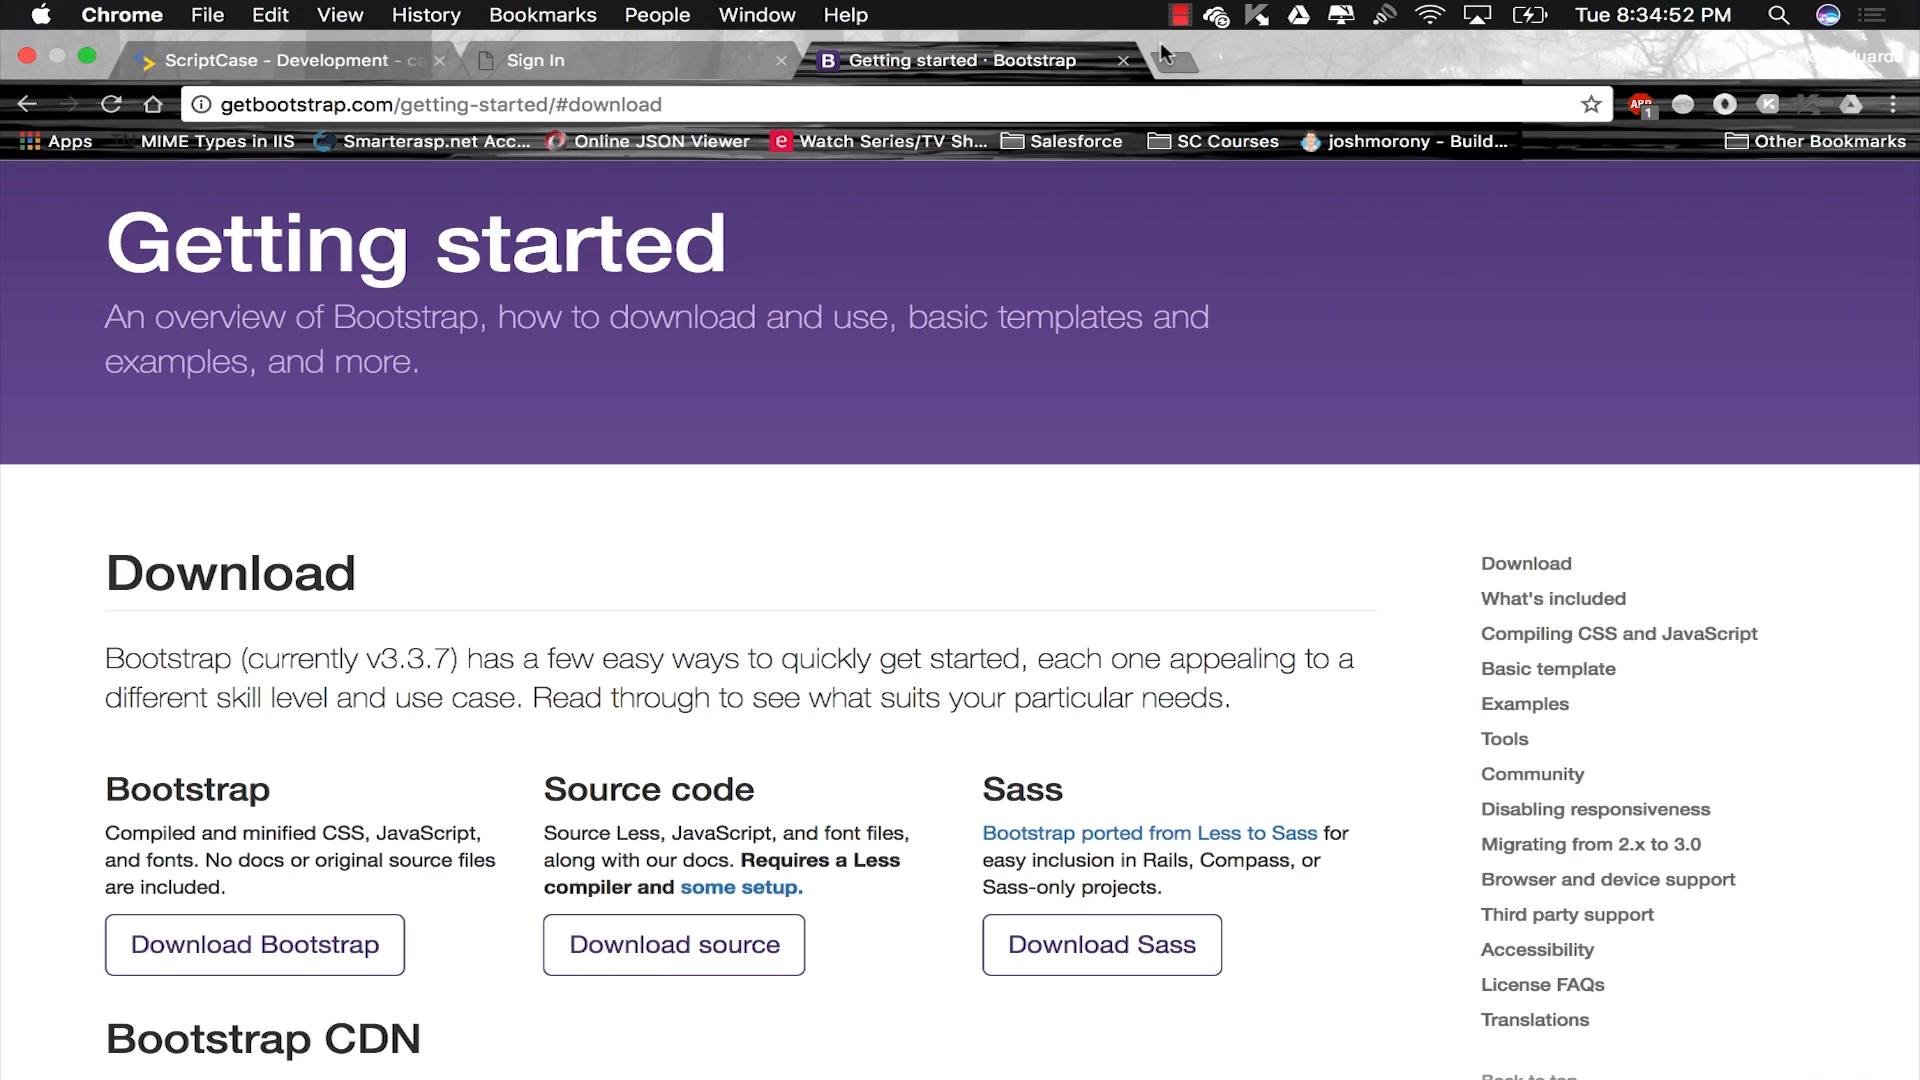 Chrome File Edit View History Bookmarks People Window Help Tue 8:34:52 PM
ScriptCase - Development - ca Sign In Getting started · Bootstrap
getbootstrap.com/getting-started/#download ABP 1
Apps MIME Types in IIS Smarterasp.net Acc... Online JSON Viewer Watch Series/TV Sh... Salesforce SC Courses joshmorony - Build... Other Bookmarks
Getting started
An overview of Bootstrap, how to download and use, basic templates and
examples, and more.
Download
Bootstrap (currently v3.3.7) has a few easy ways to quickly get started, each one appealing to a
different skill level and use case. Read through to see what suits your particular needs.
Bootstrap
Compiled and minified CSS, JavaScript,
and fonts. No docs or original source files
are included.
Download Bootstrap
Source code
Source Less, JavaScript, and font files,
along with our docs. Requires a Less
compiler and some setup.
Download source
Sass
Bootstrap ported from Less to Sass for
easy inclusion in Rails, Compass, or
Sass-only projects.
Download Sass
Bootstrap CDN
Download
What's included
Compiling CSS and JavaScript
Basic template
Examples
Tools
Community
Disabling responsiveness
Migrating from 2.x to 3.0
Browser and device support
Third party support
Accessibility
License FAQs
Translations
Back to top